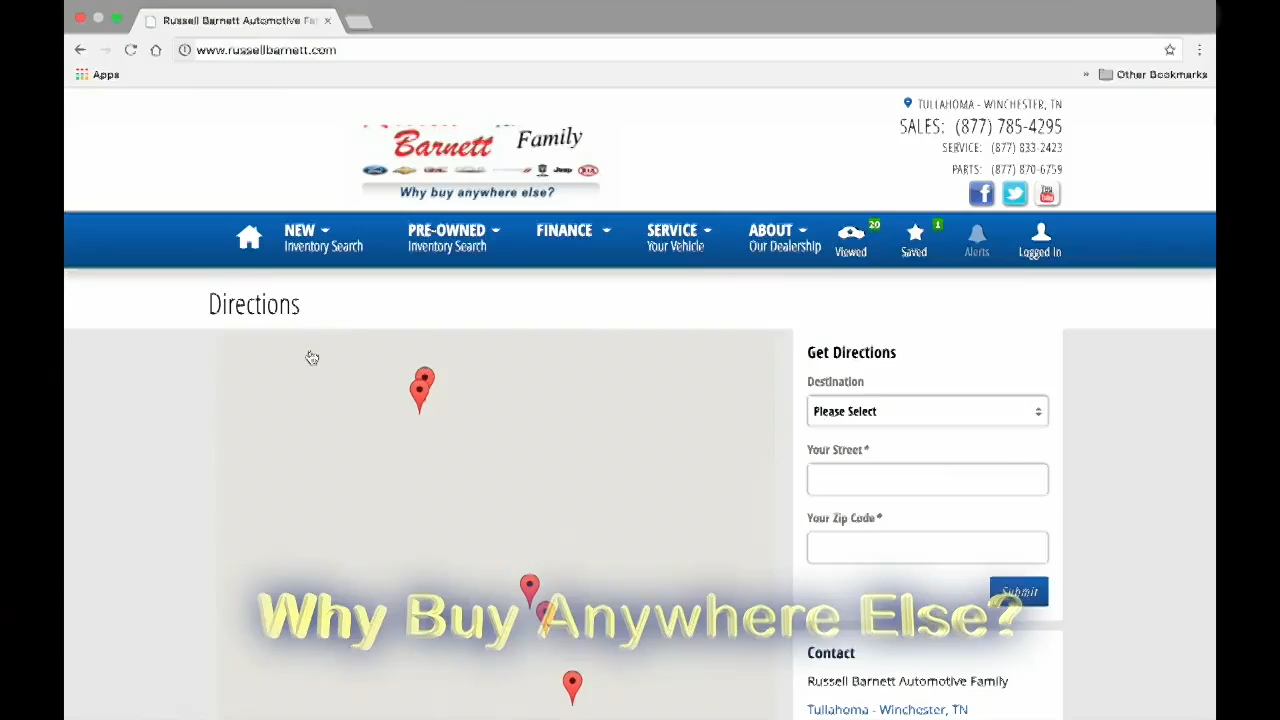 Russell Barnett Automotive Fa
www.russellbarnett.com
Apps
» Other Bookmarks
TULLAHOMA - WINCHESTER, TN
SALES: (877) 785-4295
SERVICE: (877) 833-2423
PARTS: (877) 870-6759
Barnett Family
Jeep KIA
Why buy anywhere else?
f You Tube
NEW PRE-OWNED FINANCE SERVICE ABOUT 20 1
Inventory Search Inventory Search Your Vehicle Our Dealership Viewed Saved Alerts Logged In
Directions
Get Directions
Destination
Please Select
Your Street*
Your Zip Code*
Submit
Why Buy Anywhere Else?
Contact
Russell Barnett Automotive Family
Tullahoma - Winchester, TN